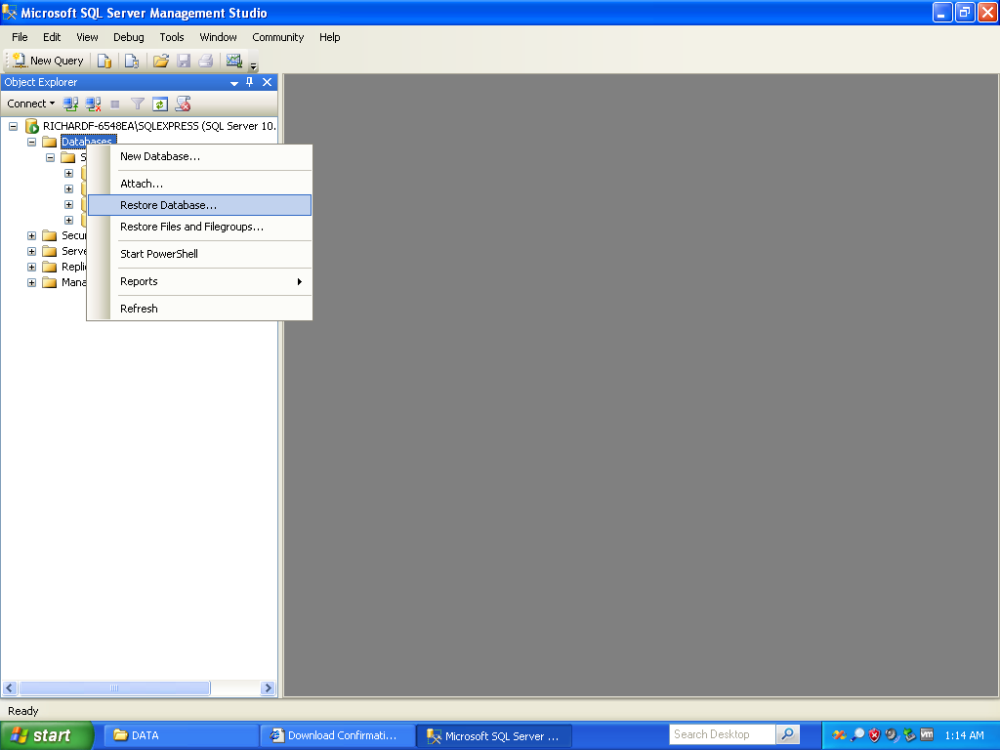 Microsoft SQL Server Management Studio
File Edit View Debug Tools Window Community Help
New Query
Object Explorer
Connect
RICHARDF-6548EA\SQLEXPRESS (SQL Server 10.
Databases
S
New Database...
Attach...
Restore Database...
Restore Files and Filegroups...
Start PowerShell
Reports
Refresh
Secu
Serve
Replic
Mana
Ready
start
DATA
Download Confirmati...
Microsoft SQL Server ...
Search Desktop
vm
1:14 AM